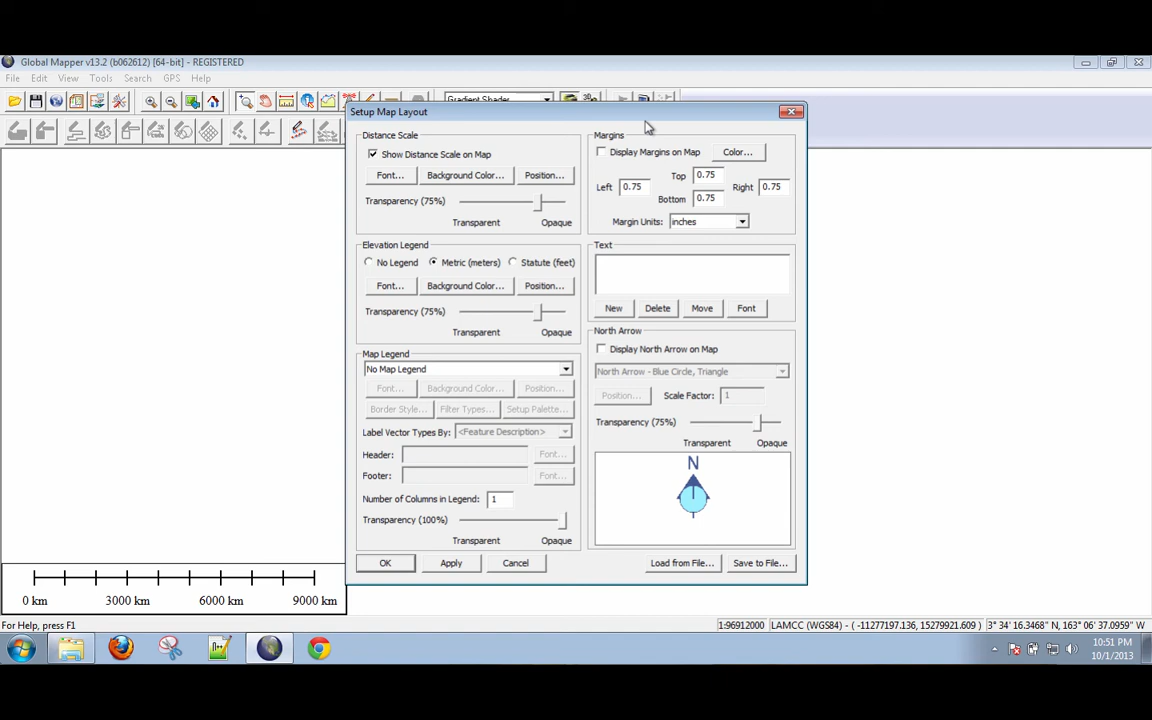 Global Mapper v13.2 (b062612) [64-bit] - REGISTERED
File Edit View Tools Search GPS Help
Gradient Shader
Setup Map Layout
Distance Scale
Show Distance Scale on Map
Font... Background Color... Position...
Transparency (75%)
Transparent Opaque
Elevation Legend
No Legend Metric (meters) Statute (feet)
Font... Background Color... Position...
Transparency (75%)
Transparent Opaque
Map Legend
No Map Legend
Font... Background Color... Position...
Border Style... Filter Types... Setup Palette...
Label Vector Types By: <Feature Description>
Header: Font...
Footer: Font...
Number of Columns in Legend: 1
Transparency (100%)
Transparent Opaque
OK Apply Cancel
Margins
Display Margins on Map Color...
Top 0.75
Left 0.75 Right 0.75
Bottom 0.75
Margin Units: inches
Text
New Delete Move Font
North Arrow
Display North Arrow on Map
North Arrow - Blue Circle, Triangle
Position... Scale Factor: 1
Transparency (75%)
Transparent Opaque
N
Load from File... Save to File...
0 km 3000 km 6000 km 9000 km
For Help, press F1
1:96912000 LAMCC (WGS84) - ( -11277197.136, 15279921.609 ) 3° 34' 16.3468" N, 163° 06' 37.0959" W
10:51 PM
10/1/2013